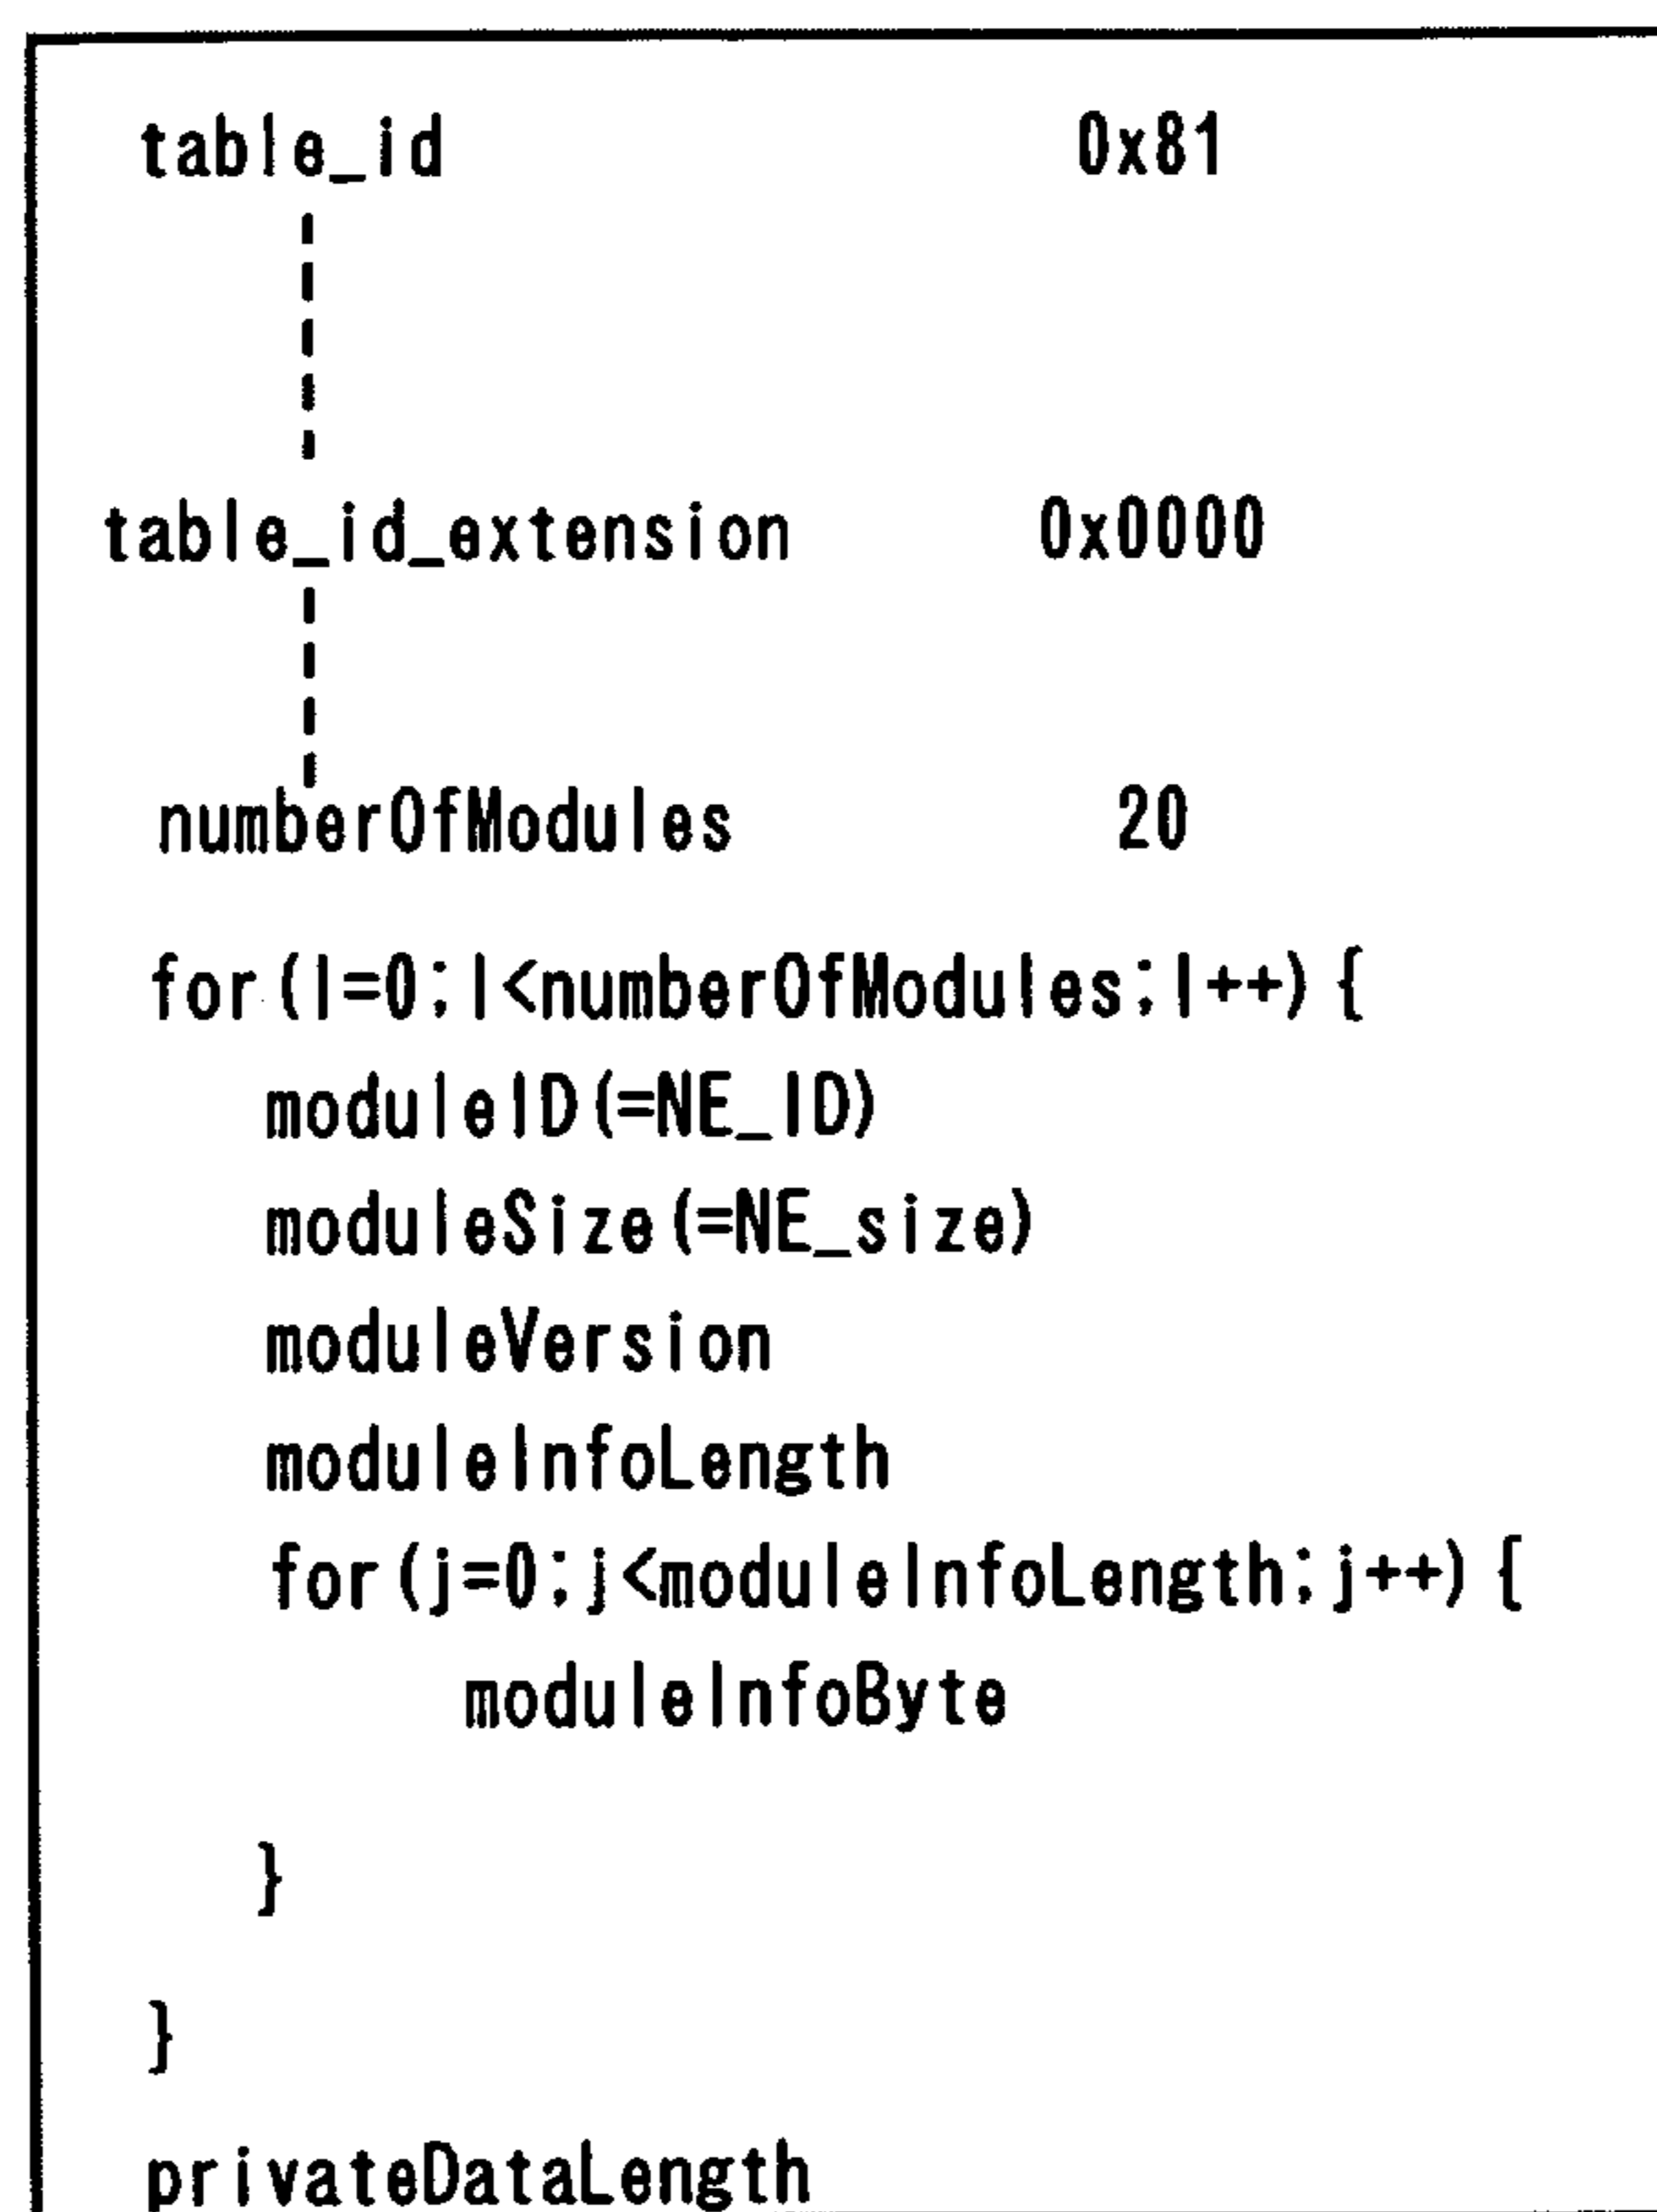 table_id 0x81
table_id_extension 0x0000
numberOfModules 20
for(I=0;I<numberOfModules;I++){
moduleID(=NE_ID)
moduleSize(=NE_size)
moduleVersion
moduleInfoLength
for(j=0;j<moduleInfoLength;j++){
moduleInfoByte
}
}
privateDataLength